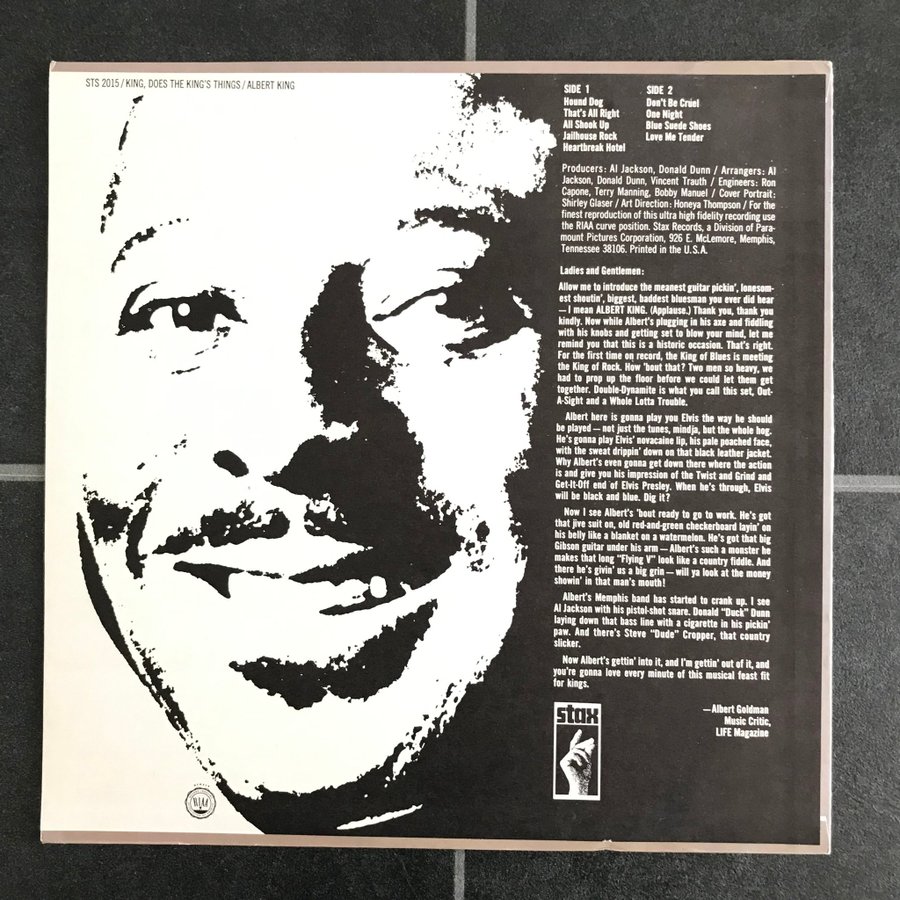 STS 2015/KING, DOES THE KING'S THINGS/ALBERT KING
SIDE 1
Hound Dog
That's All Right
All Shook Up
Jailhouse Rock
Heartbreak Hotel
SIDE 2
Don't Be Cruel
One Night
Blue Suede Shoes
Love Me Tender
Producers: Al Jackson, Donald Dunn / Arrangers: Al
Jackson, Donald Dunn, Vincent Trauth / Engineers: Ron
Capone, Terry Manning, Bobby Manuel / Cover Portrait:
Shirley Glaser / Art Direction: Honeya Thompson / For the
finest reproduction of this ultra high fidelity recording use
the RIAA curve position. Stax Records, a Division of Para-
mount Pictures Corporation, 926 E. McLemore, Memphis,
Tennessee 38106. Printed in the U.S.A.
Ladies and Gentlemen:
Allow me to introduce the meanest guitar pickin', lonesom-
est shoutin', biggest, baddest bluesman you ever did hear
— I mean ALBERT KING. (Applause.) Thank you, thank you
kindly. Now while Albert's plugging in his axe and fiddling
with his knobs and getting set to blow your mind, let me
remind you that this is a historic occasion. That's right.
For the first time on record, the King of Blues is meeting
the King of Rock. How 'bout that? Two men so heavy, we
had to prop up the floor before we could let them get
together. Double-Dynamite is what you call this set, Out-
A-Sight and a Whole Lotta Trouble.
Albert here is gonna play you Elvis the way he should
be played — not just the tunes, mindja, but the whole hog.
He's gonna play Elvis' novacaine lip, his pale poached face,
with the sweat drippin' down on that black leather jacket.
Why Albert's even gonna get down there where the action
is and give you his impression of the Twist and Grind and
Get-It-Off end of Elvis Presley. When he's through, Elvis
will be black and blue. Dig it?
Now I see Albert's 'bout ready to go to work. He's got
that jive suit on, old red-and-green checkerboard layin' on
his belly like a blanket on a watermelon. He's got that big
Gibson guitar under his arm — Albert's such a monster he
makes that long "Flying V" look like a country fiddle. And
there he's givin' us a big grin — will ya look at the money
showin' in that man's mouth!
Albert's Memphis band has started to crank up. I see
Al Jackson with his pistol-shot snare. Donald "Duck" Dunn
laying down that bass line with a cigarette in his pickin'
paw. And there's Steve "Dude" Cropper, that country
slicker.
Now Albert's gettin' into it, and I'm gettin' out of it, and
you're gonna love every minute of this musical feast fit
for kings.
—Albert Goldman
Music Critic,
LIFE Magazine
stax
RIAA